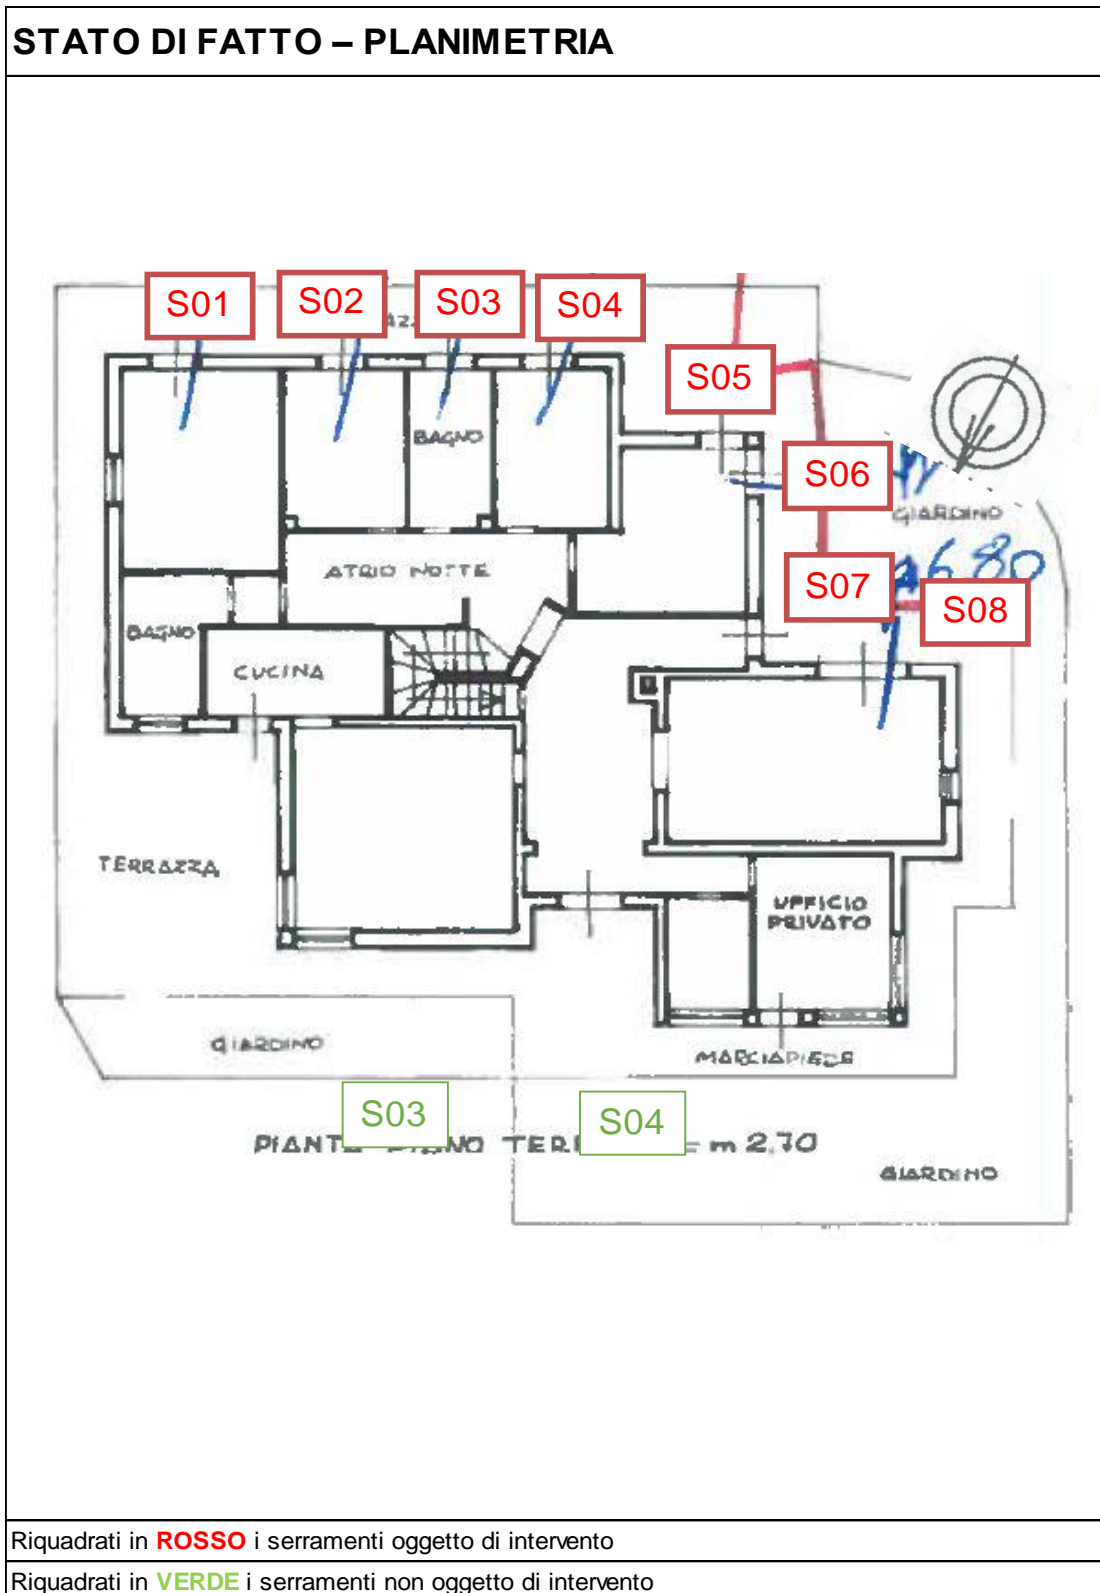 STATO DI FATTO – PLANIMETRIA
S01
S02
S03
S04
S05
S06
S07
S08
GIARDINO
680
BAGNO
ATRIO NOTTE
BAGNO
CUCINA
TERRAZZA
UFFICIO
PRIVATO
GIARDINO
MARCIAPIEDE
S03
S04
= m 2,70
GIARDINO
Riquadrati in ROSSO i serramenti oggetto di intervento
Riquadrati in VERDE i serramenti non oggetto di intervento